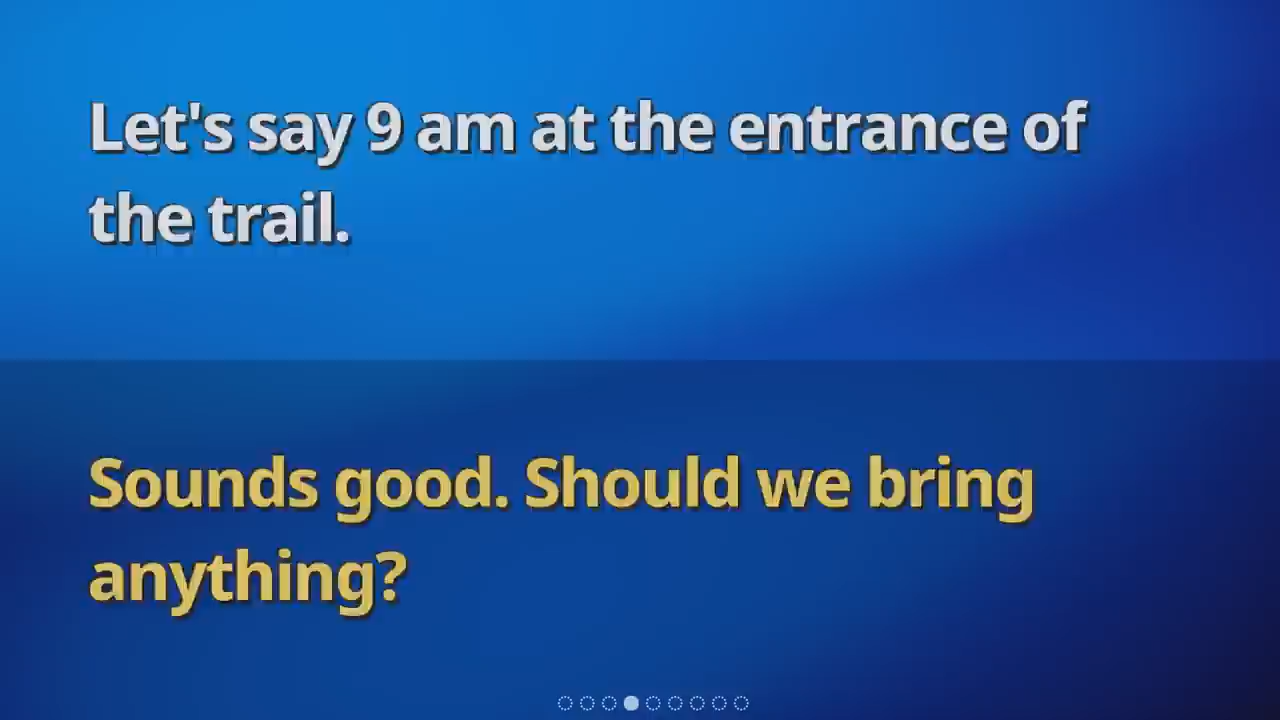 Let's say 9 am at the entrance of
the trail.
Sounds good. Should we bring
anything?